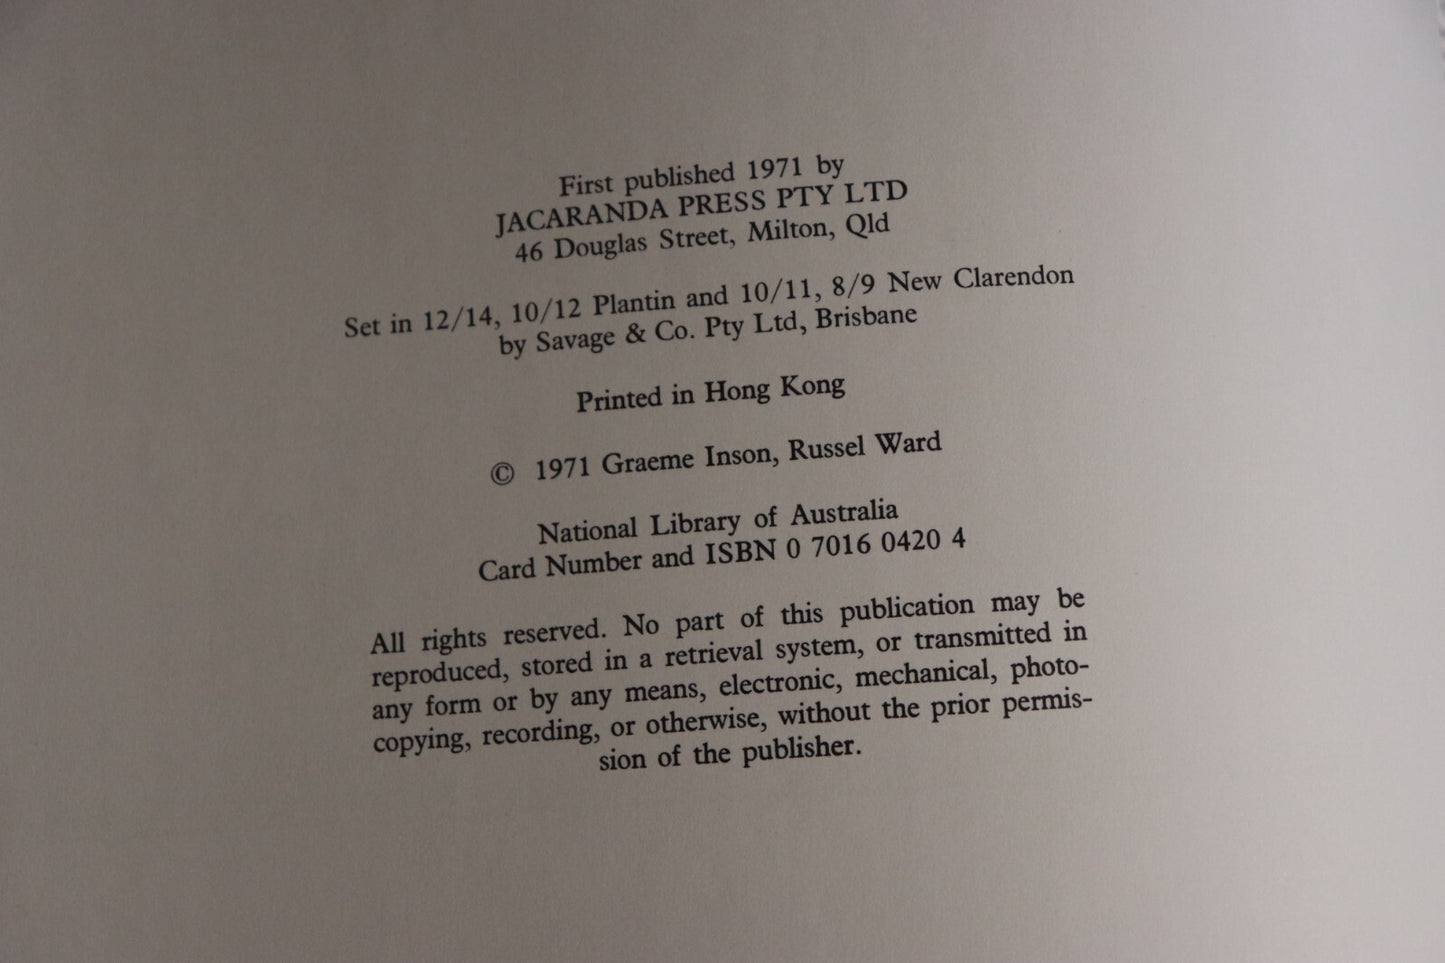 First published 1971 by
JACARANDA PRESS PTY LTD
46 Douglas Street, Milton, Qld
Set in 12/14, 10/12 Plantin and 10/11, 8/9 New Clarendon
by Savage & Co. Pty Ltd, Brisbane
Printed in Hong Kong
© 1971 Graeme Inson, Russel Ward
National Library of Australia
Card Number and ISBN 0 7016 0420 4
All rights reserved. No part of this publication may be
reproduced, stored in a retrieval system, or transmitted in
any form or by any means, electronic, mechanical, photo-
copying, recording, or otherwise, without the prior permis-
sion of the publisher.